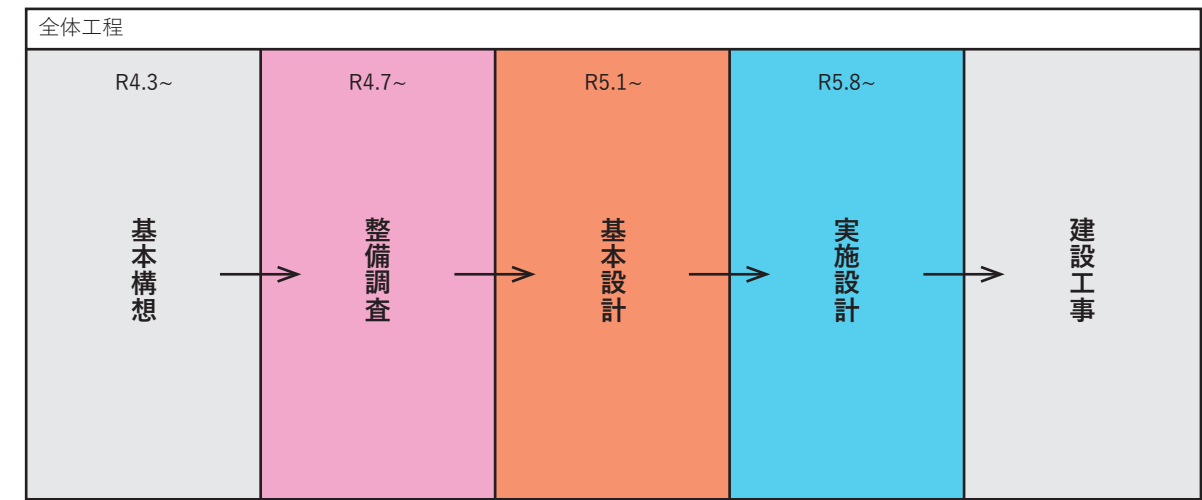 全体工程
R4.3~
基本構想
R4.7~
整備調査
R5.1~
基本設計
R5.8~
実施設計
建設工事